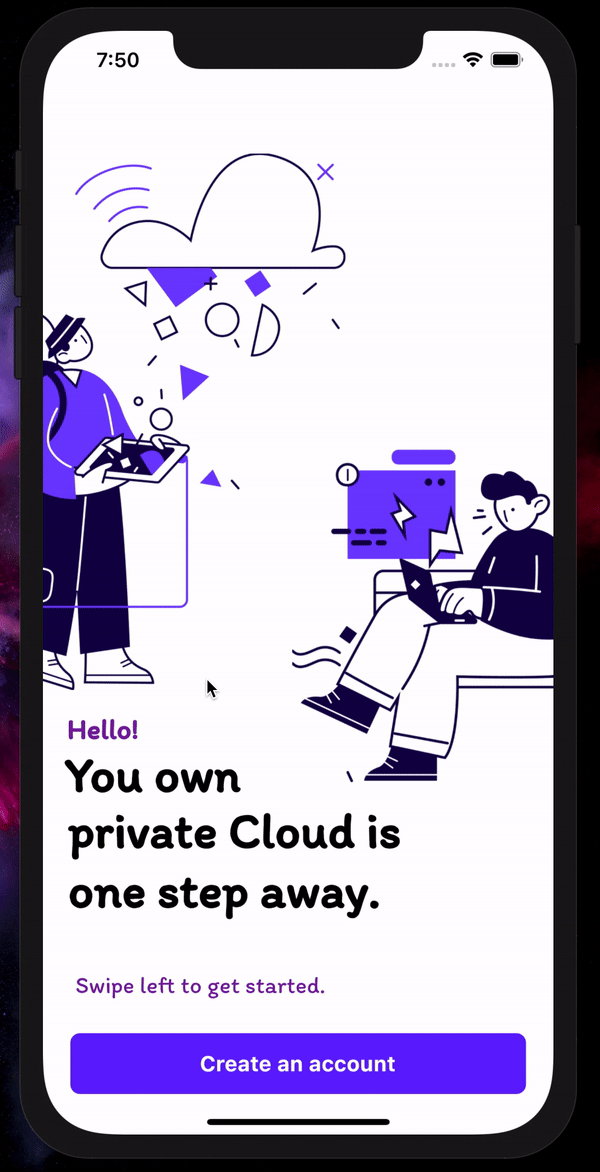 7:50
Hello!
You own
private Cloud is
one step away.
Swipe left to get started.
Create an account